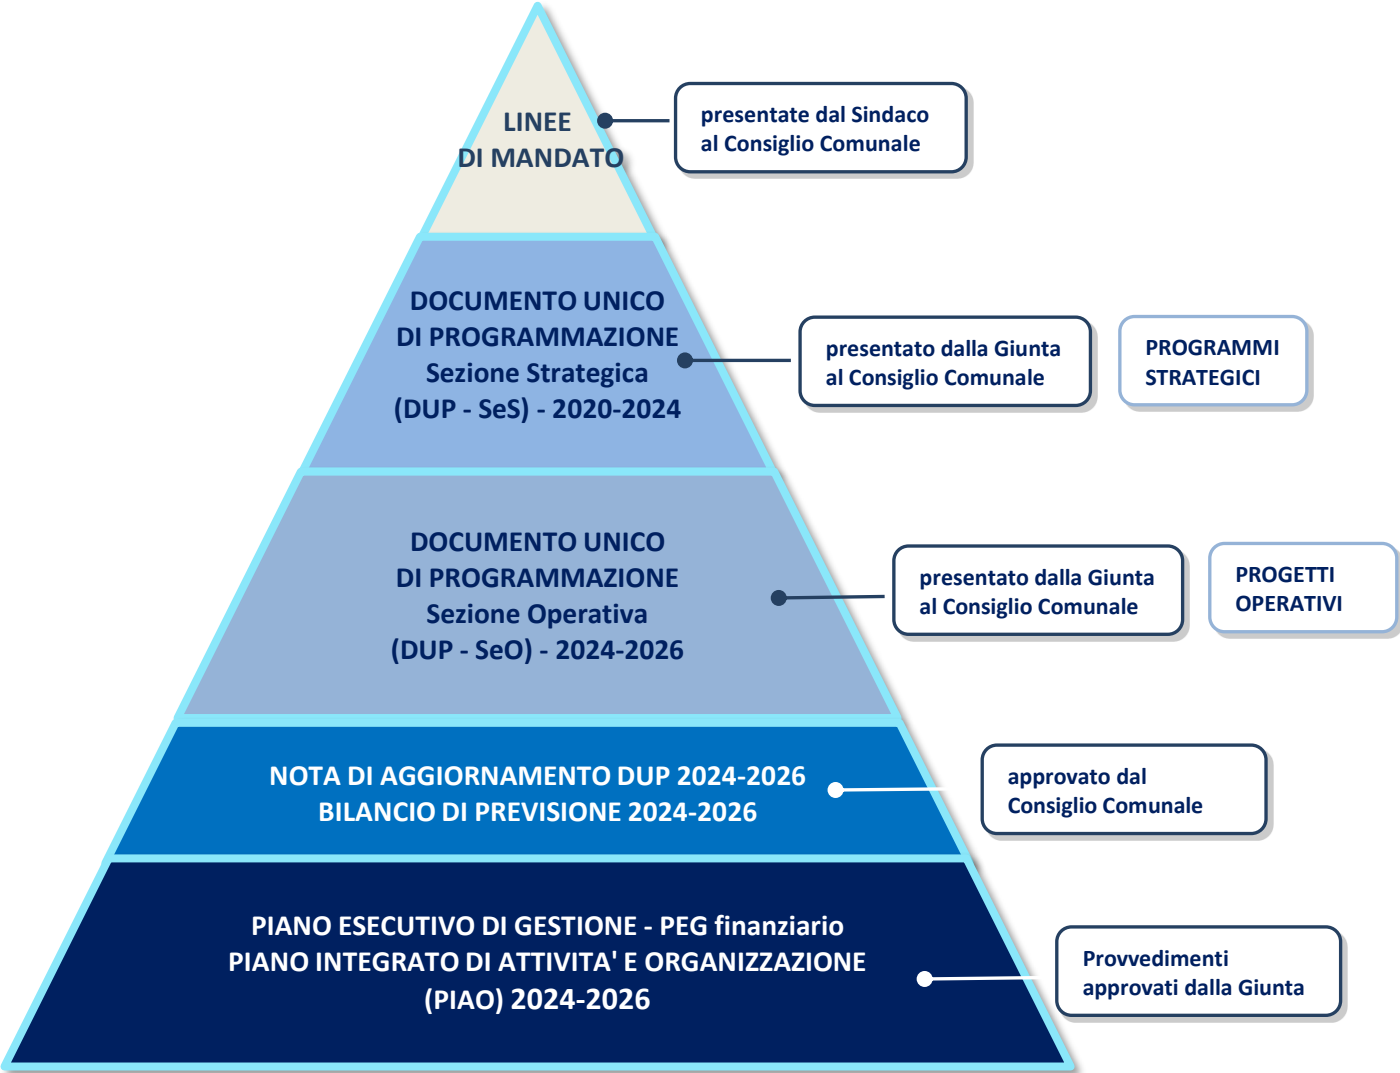 LINEE
DI MANDATO
presentate dal Sindaco
al Consiglio Comunale
DOCUMENTO UNICO
DI PROGRAMMAZIONE
Sezione Strategica
(DUP - SeS) - 2020-2024
presentato dalla Giunta
al Consiglio Comunale
PROGRAMMI
STRATEGICI
DOCUMENTO UNICO
DI PROGRAMMAZIONE
Sezione Operativa
(DUP - SeO) - 2024-2026
presentato dalla Giunta
al Consiglio Comunale
PROGETTI
OPERATIVI
NOTA DI AGGIORNAMENTO DUP 2024-2026
BILANCIO DI PREVISIONE 2024-2026
approvato dal
Consiglio Comunale
PIANO ESECUTIVO DI GESTIONE - PEG finanziario
PIANO INTEGRATO DI ATTIVITA' E ORGANIZZAZIONE
(PIAO) 2024-2026
Provvedimenti
approvati dalla Giunta